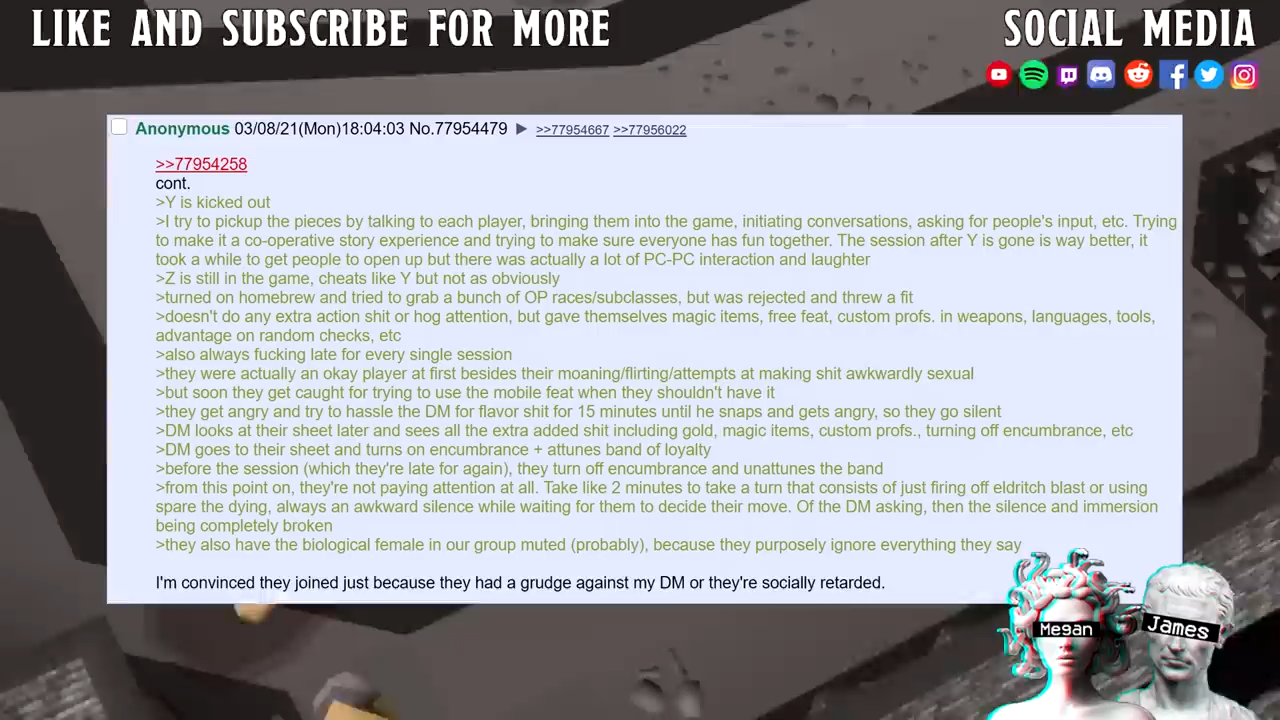 LIKE AND SUBSCRIBE FOR MORE
SOCIAL MEDIA
Anonymous 03/08/21(Mon)18:04:03 No.77954479 ▶ >>77954667 >>77956022
>>77954258
cont.
>Y is kicked out
>I try to pickup the pieces by talking to each player, bringing them into the game, initiating conversations, asking for people's input, etc. Trying
to make it a co-operative story experience and trying to make sure everyone has fun together. The session after Y is gone is way better, it
took a while to get people to open up but there was actually a lot of PC-PC interaction and laughter
>Z is still in the game, cheats like Y but not as obviously
>turned on homebrew and tried to grab a bunch of OP races/subclasses, but was rejected and threw a fit
>doesn't do any extra action shit or hog attention, but gave themselves magic items, free feat, custom profs. in weapons, languages, tools,
advantage on random checks, etc
>also always fucking late for every single session
>they were actually an okay player at first besides their moaning/flirting/attempts at making shit awkwardly sexual
>but soon they get caught for trying to use the mobile feat when they shouldn't have it
>they get angry and try to hassle the DM for flavor shit for 15 minutes until he snaps and gets angry, so they go silent
>DM looks at their sheet later and sees all the extra added shit including gold, magic items, custom profs., turning off encumbrance, etc
>DM goes to their sheet and turns on encumbrance + attunes band of loyalty
>before the session (which they're late for again), they turn off encumbrance and unattunes the band
>from this point on, they're not paying attention at all. Take like 2 minutes to take a turn that consists of just firing off eldritch blast or using
spare the dying, always an awkward silence while waiting for them to decide their move. Of the DM asking, then the silence and immersion
being completely broken
>they also have the biological female in our group muted (probably), because they purposely ignore everything they say
I'm convinced they joined just because they had a grudge against my DM or they're socially retarded.
Megan
James